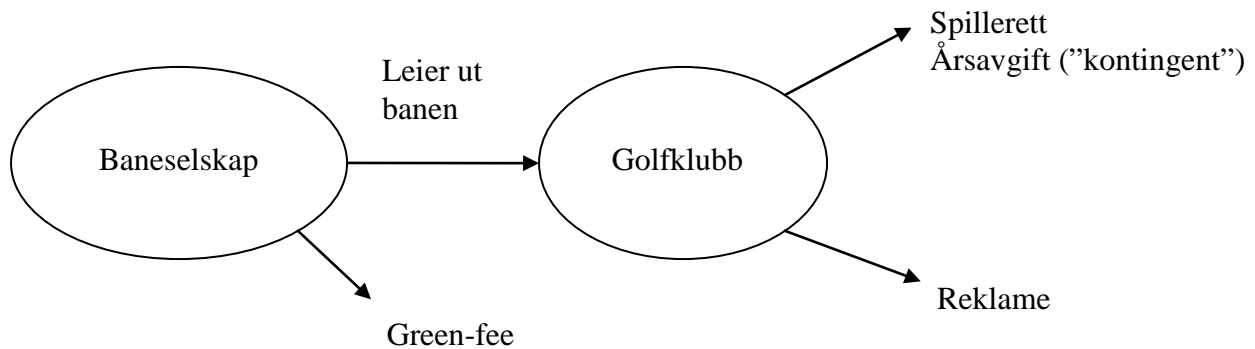 Spillerett
Årsavgift (”kontingent”)
Leier ut
banen
Baneselskap
Golfklubb
Reklame
Green-fee